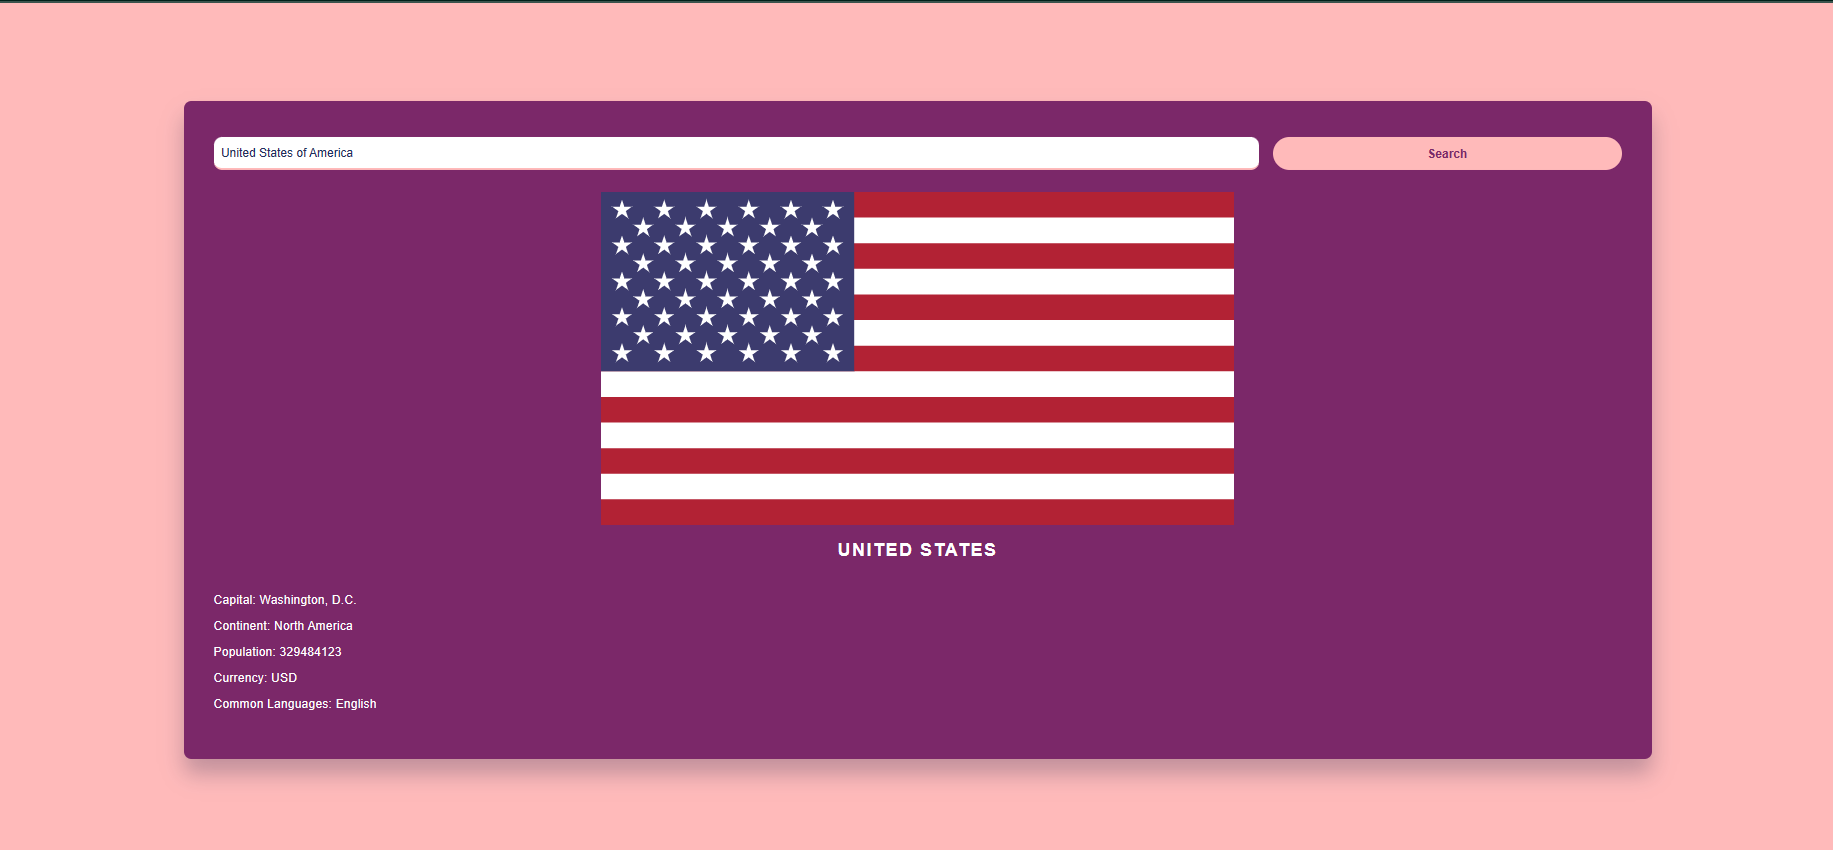 United States of America
Search
UNITED STATES
Capital: Washington, D.C.
Continent: North America
Population: 329484123
Currency: USD
Common Languages: English